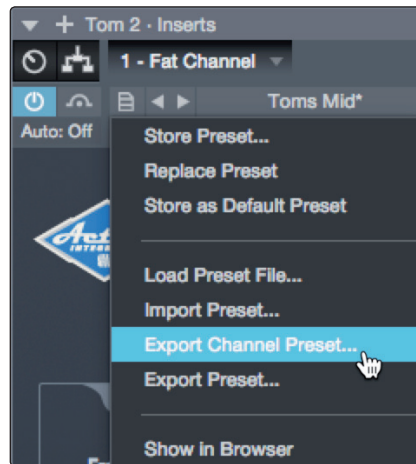 Tom 2 · Inserts
1 - Fat Channel
Toms Mid*
Auto: Off
Store Preset...
Replace Preset
Store as Default Preset
Load Preset File...
Import Preset...
Export Channel Preset...
Export Preset...
Show in Browser